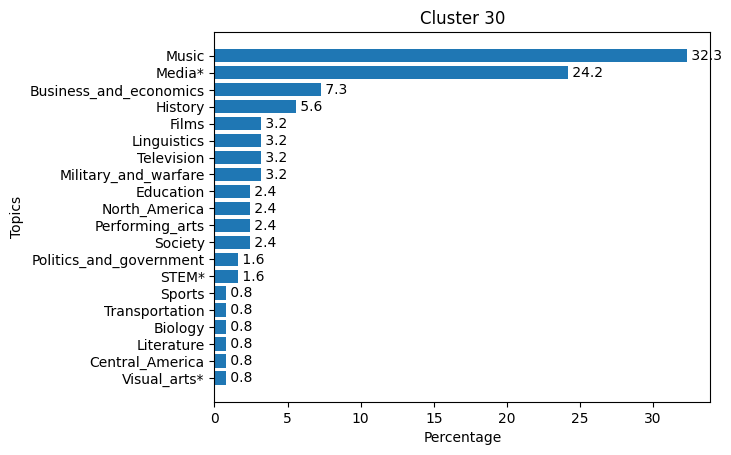 Cluster 30
Music 32.3
Media* 24.2
Business_and_economics 7.3
History 5.6
Films 3.2
Linguistics 3.2
Television 3.2
Military_and_warfare 3.2
Education 2.4
North_America 2.4
Performing_arts 2.4
Society 2.4
Politics_and_government 1.6
STEM* 1.6
Sports 0.8
Transportation 0.8
Biology 0.8
Literature 0.8
Central_America 0.8
Visual_arts* 0.8
Topics
0 5 10 15 20 25 30
Percentage